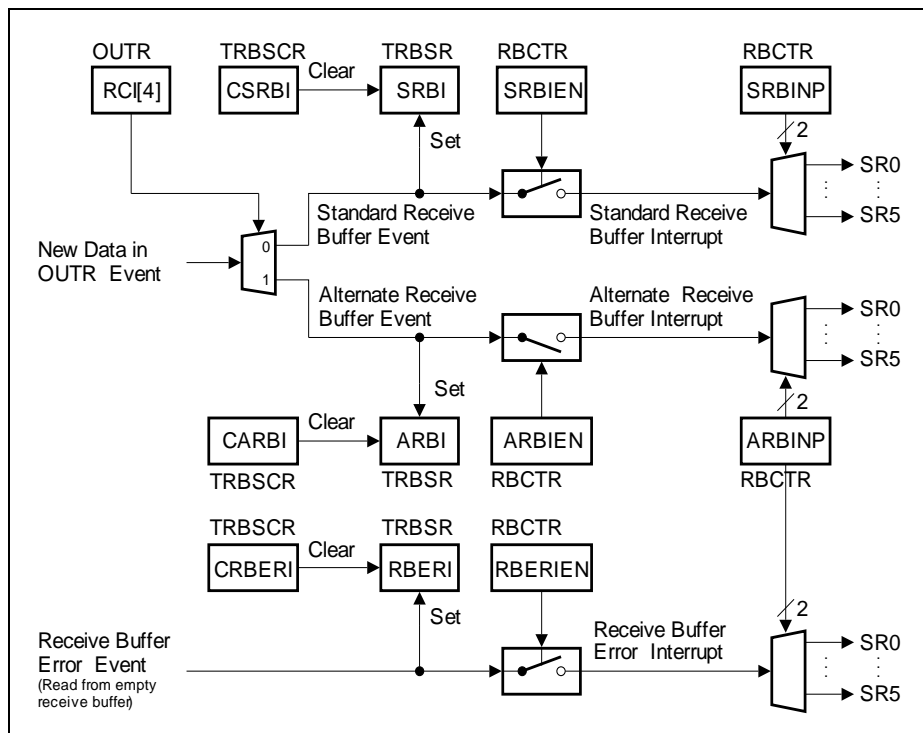 OUTR
TRBSCR
TRBSR
RBCTR
RBCTR
RCI[4]
CSRBI
Clear
SRBI
SRBIEN
SRBINP
Set
2
SR0
SR5
Standard Receive
Buffer Event
Standard Receive
Buffer Interrupt
New Data in
OUTR Event
0
1
Alternate Receive
Buffer Event
Alternate Receive
Buffer Interrupt
SR0
SR5
Set
2
CARBI
Clear
ARBI
ARBIEN
ARBINP
TRBSCR
TRBSR
RBCTR
RBCTR
TRBSCR
TRBSR
RBCTR
CRBERI
Clear
RBERI
RBERIEN
Set
2
Receive Buffer
Error Event
(Read from empty
receive buffer)
Receive Buffer
Error Interrupt
SR0
SR5